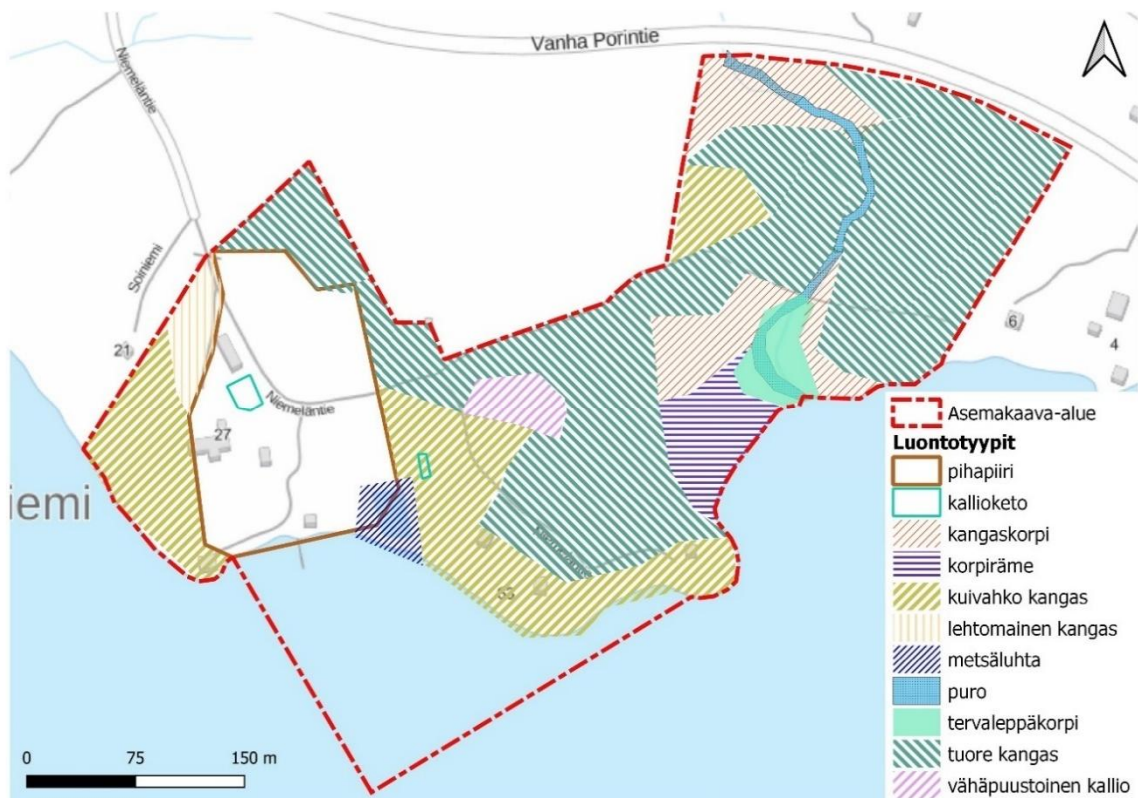 Vanha Porintie
Niemeläntie
Soiniemi
21
6
4
Niemeläntie
27
iemi
53
Asemakaava-alue
Luontotyypit
pihapiiri
kallioketo
kangaskorpi
korpiräme
kuivahko kangas
lehtomainen kangas
metsäluhta
puro
tervaleppäkorpi
tuore kangas
vähäpuustoinen kallio
0 75 150 m